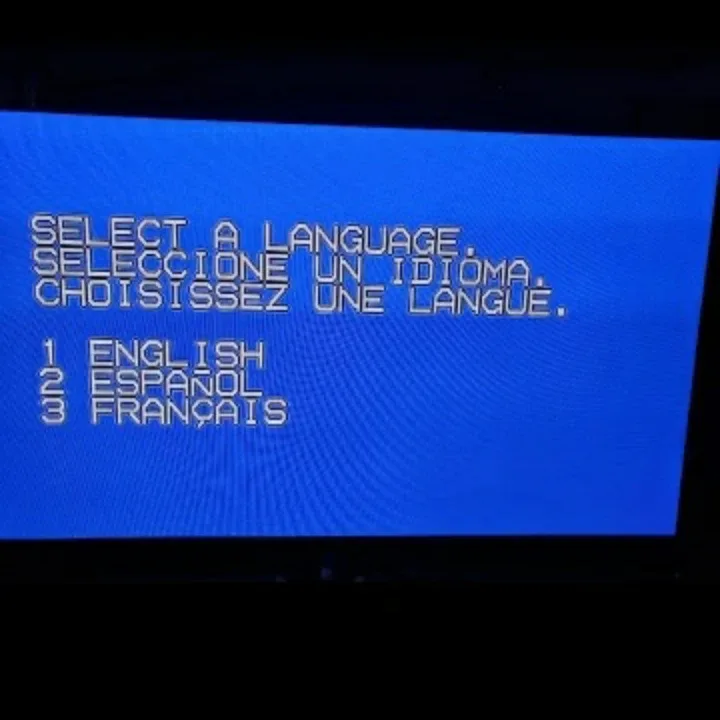 SELECT A LANGUAGE.
SELECCIONE UN IDIOMA.
CHOISISSEZ UNE LANGUE.
1 ENGLISH
2 ESPAÑOL
3 FRANÇAIS